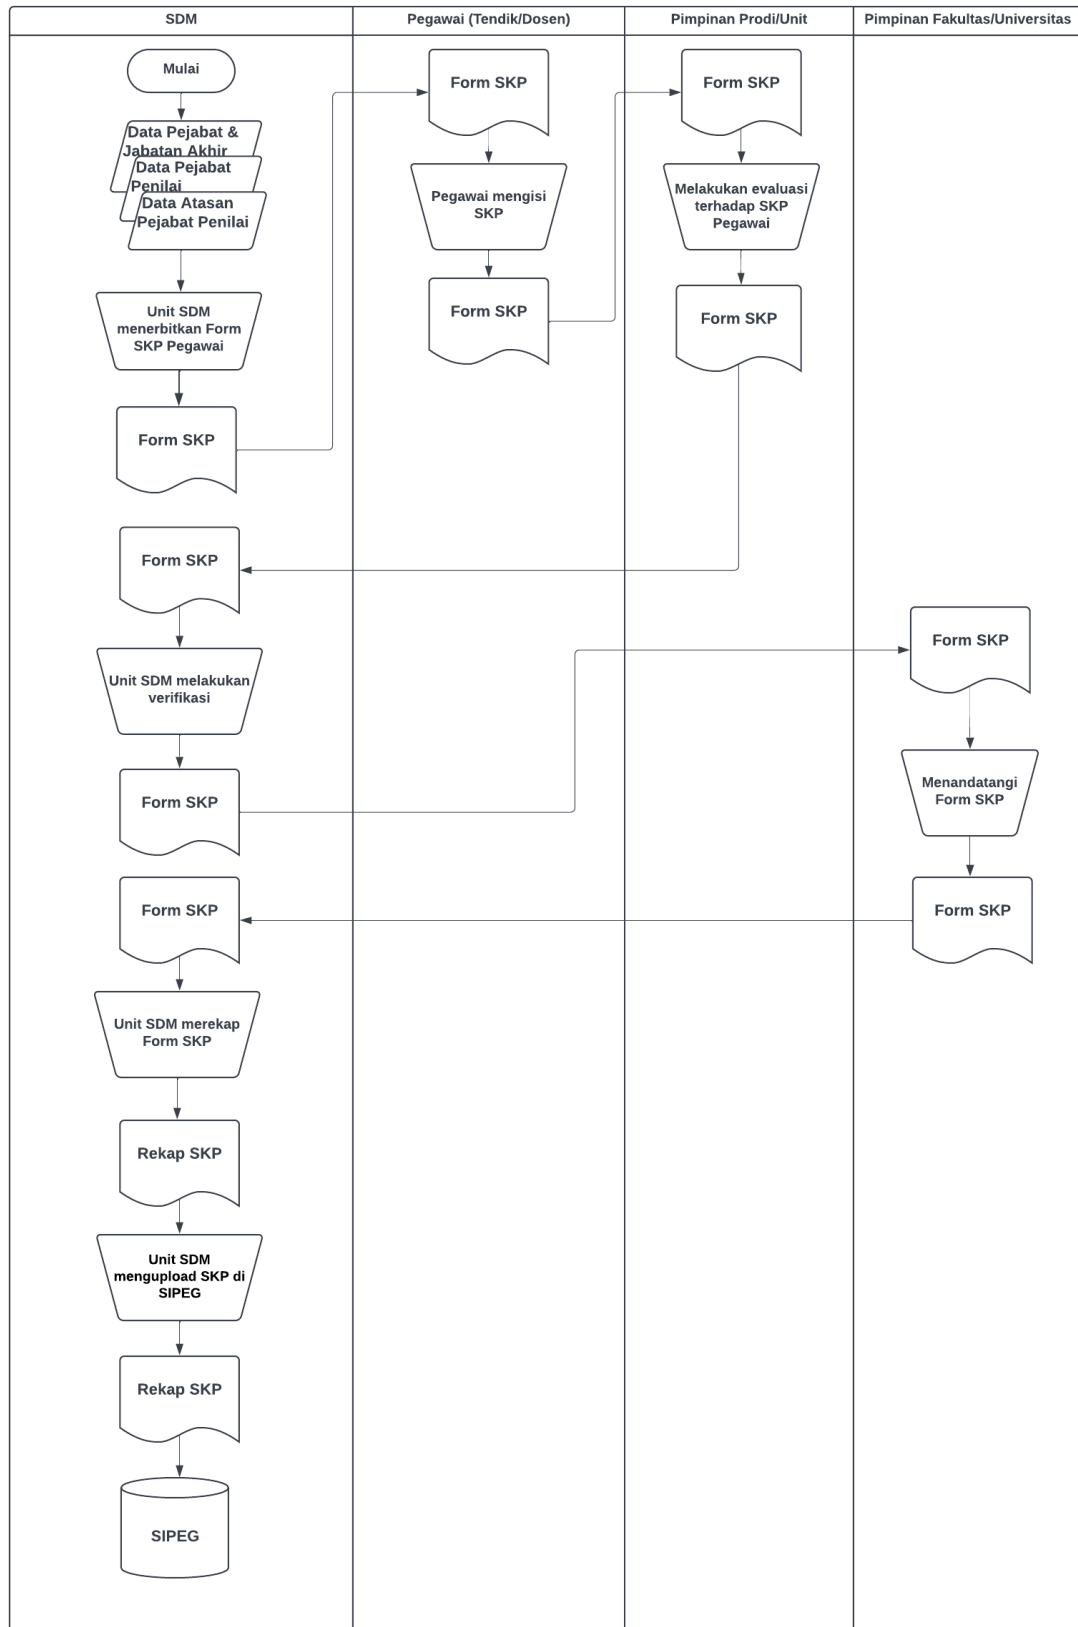 SDM
Pegawai (Tendik/Dosen)
Pimpinan Prodi/Unit
Pimpinan Fakultas/Universitas
Mulai
Data Pejabat &
Jabatan Akhir
Data Pejabat
Penilai
Data Atasan
Pejabat Penilai
Unit SDM
menerbitkan Form
SKP Pegawai
Form SKP
Form SKP
Pegawai mengisi
SKP
Form SKP
Form SKP
Melakukan evaluasi
terhadap SKP
Pegawai
Form SKP
Form SKP
Unit SDM melakukan
verifikasi
Form SKP
Form SKP
Menandatangi
Form SKP
Form SKP
Form SKP
Unit SDM merekap
Form SKP
Rekap SKP
Unit SDM
mengupload SKP di
SIPEG
Rekap SKP
SIPEG